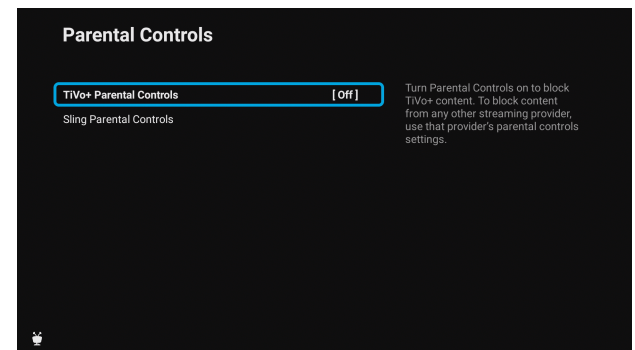 Parental Controls
TiVo+ Parental Controls [ Off ]
Sling Parental Controls
Turn Parental Controls on to block
TiVo+ content. To block content
from any other streaming provider,
use that provider's parental controls
settings.